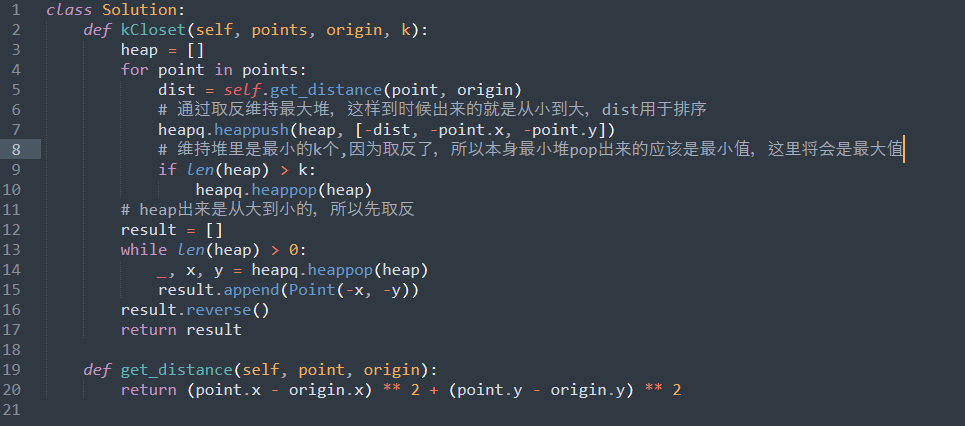 1 class Solution:
2     def kCloset(self, points, origin, k):
3         heap = []
4         for point in points:
5             dist = self.get_distance(point, origin)
6             # 通过取反维持最大堆, 这样到时候出来的就是从小到大, dist用于排序
7             heapq.heappush(heap, [-dist, -point.x, -point.y])
8             # 维持堆里是最小的k个,因为取反了, 所以本身最小堆pop出来的应该是最小值, 这里将会是最大值
9             if len(heap) > k:
10                 heapq.heappop(heap)
11         # heap出来是从大到小的, 所以先取反
12         result = []
13         while len(heap) > 0:
14             _, x, y = heapq.heappop(heap)
15             result.append(Point(-x, -y))
16         result.reverse()
17         return result
18
19     def get_distance(self, point, origin):
20         return (point.x - origin.x) ** 2 + (point.y - origin.y) ** 2
21